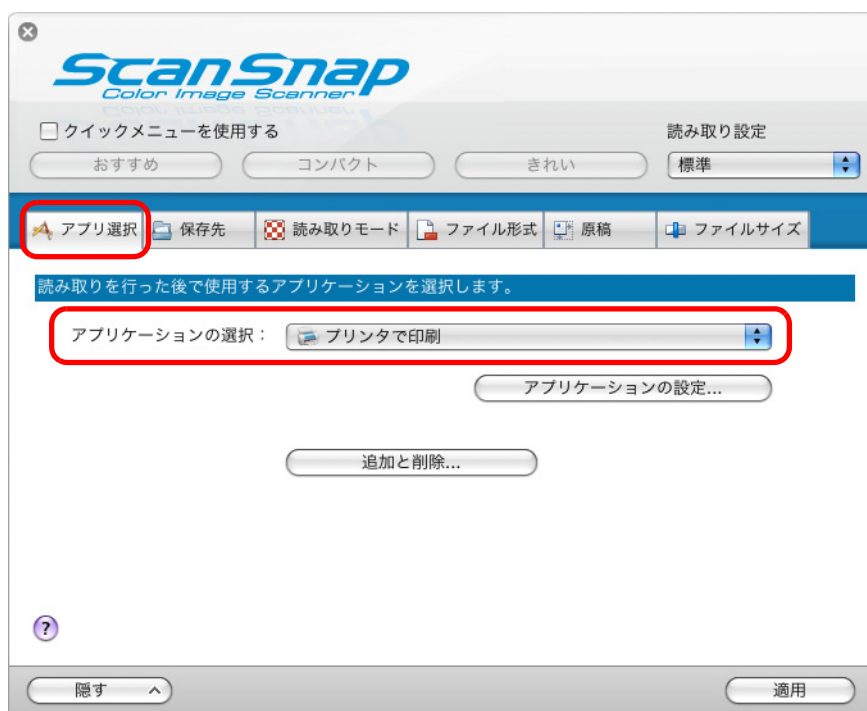 ScanSnap
Color Image Scanner
クイックメニューを使用する
読み取り設定
おすすめ コンパクト きれい 標準
アプリ選択 保存先 読み取りモード ファイル形式 原稿 ファイルサイズ
読み取りを行った後で使用するアプリケーションを選択します。
アプリケーションの選択： プリンタで印刷
アプリケーションの設定...
追加と削除...
?
隠す 適用